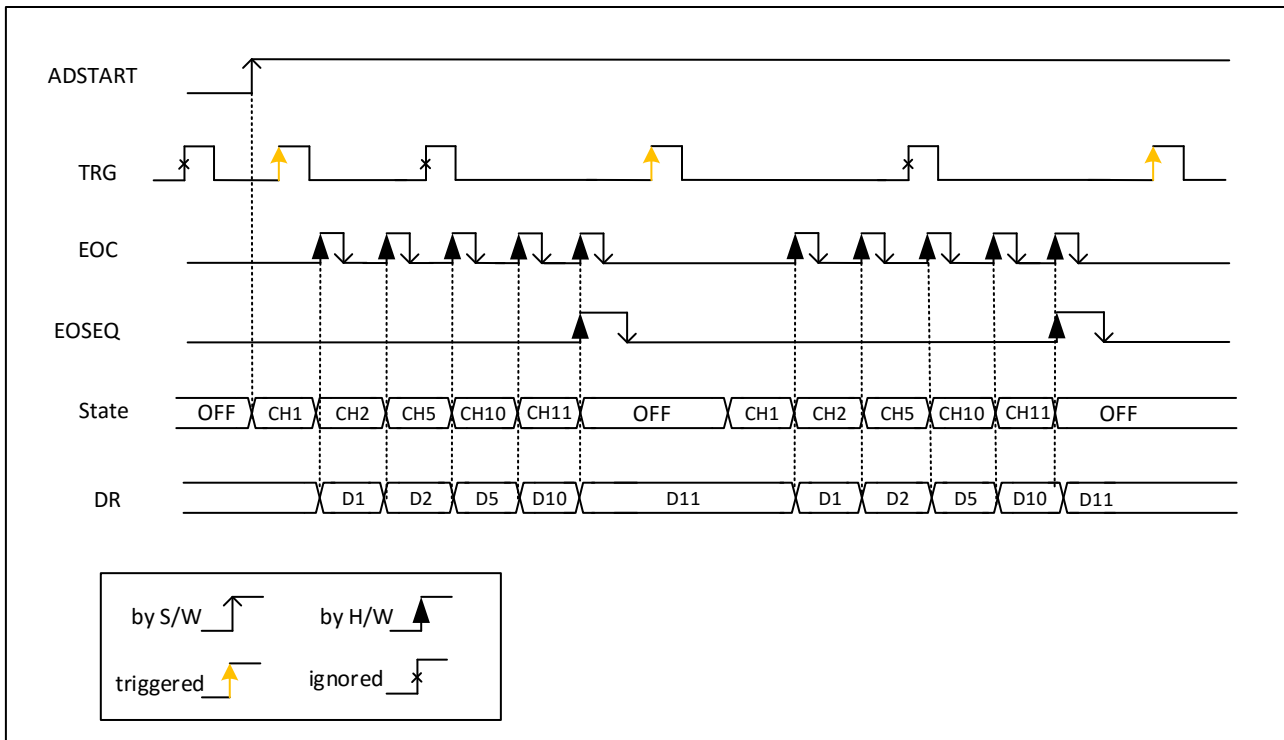 ADSTART
TRG
EOC
EOSEQ
State OFF CH1 CH2 CH5 CH10 CH11 OFF CH1 CH2 CH5 CH10 CH11 OFF
DR D1 D2 D5 D10 D11 D1 D2 D5 D10 D11
by S/W by H/W
triggered ignored